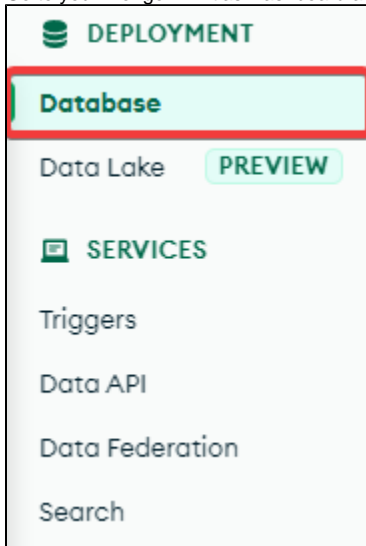 DEPLOYMENT
Database
Data Lake PREVIEW
SERVICES
Triggers
Data API
Data Federation
Search